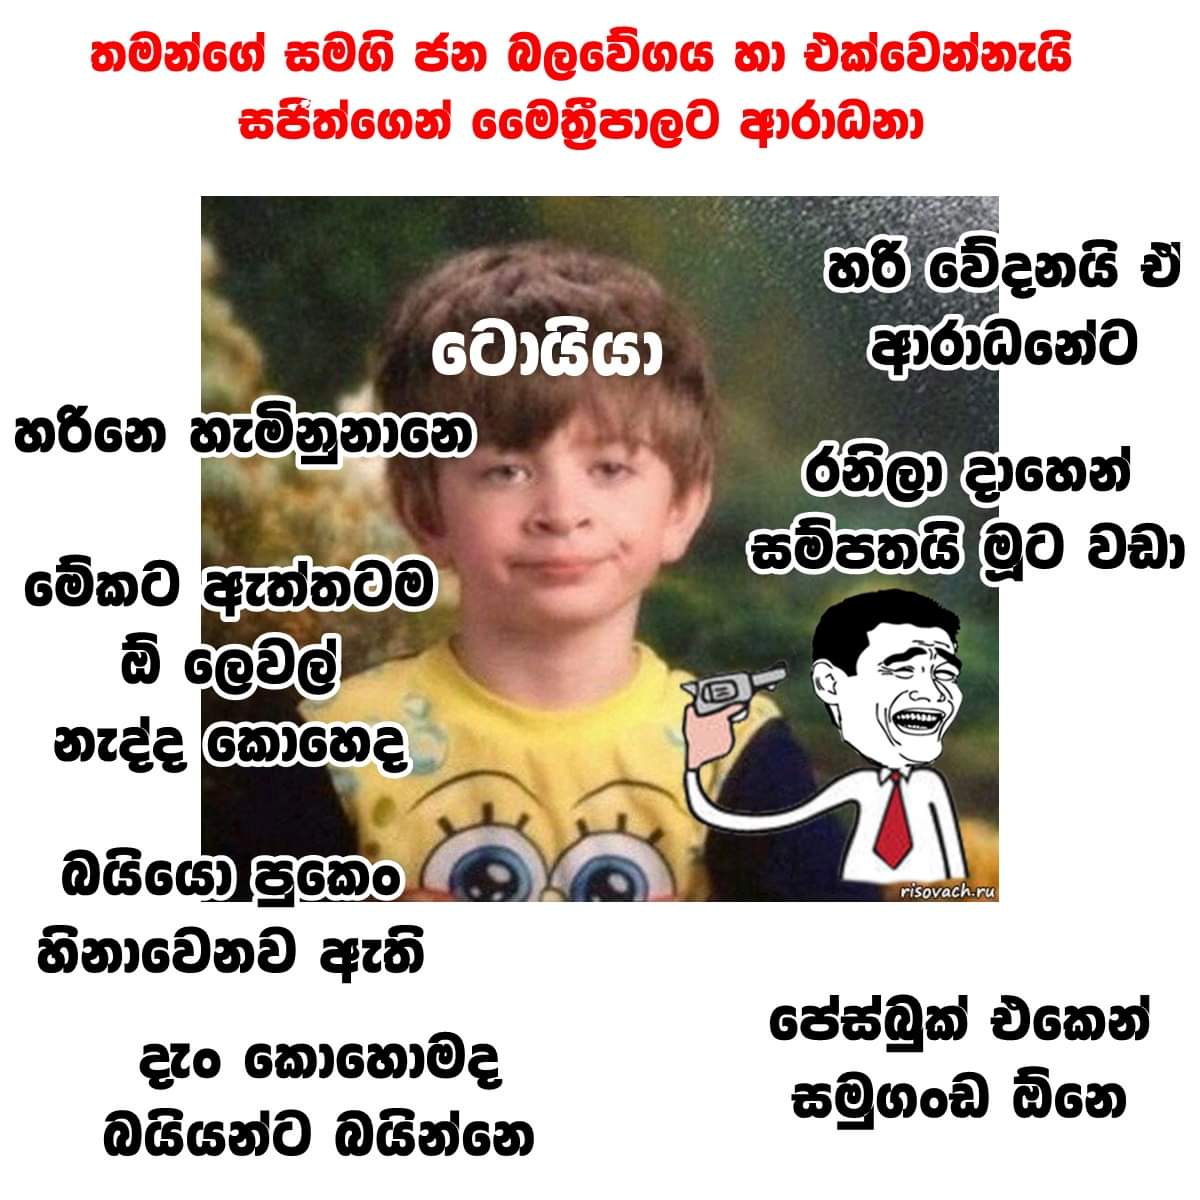 තමන්ගේ සමගි ජන බලවේගය හා එක්වෙන්නැයි
සජිත්ගෙන් මෛත්‍රීපාලට ආරාධනා
හරි වේදනයි ඒ
ආරාධනේට
ටොයියා
හරිනෙ හැමිනුනානෙ
රනිලා දාහෙන්
සම්පතයි මූට වඩා
මේකට ඇත්තටම
ඕ ලෙවල්
නැද්ද කොහෙද
බයියො පුකෙං
හිනාවෙනව ඇති
risovach.ru
දැං කොහොමද
බයියන්ට බයින්නෙ
පේස්බුක් එකෙන්
සමුගංඩ ඕනෙ